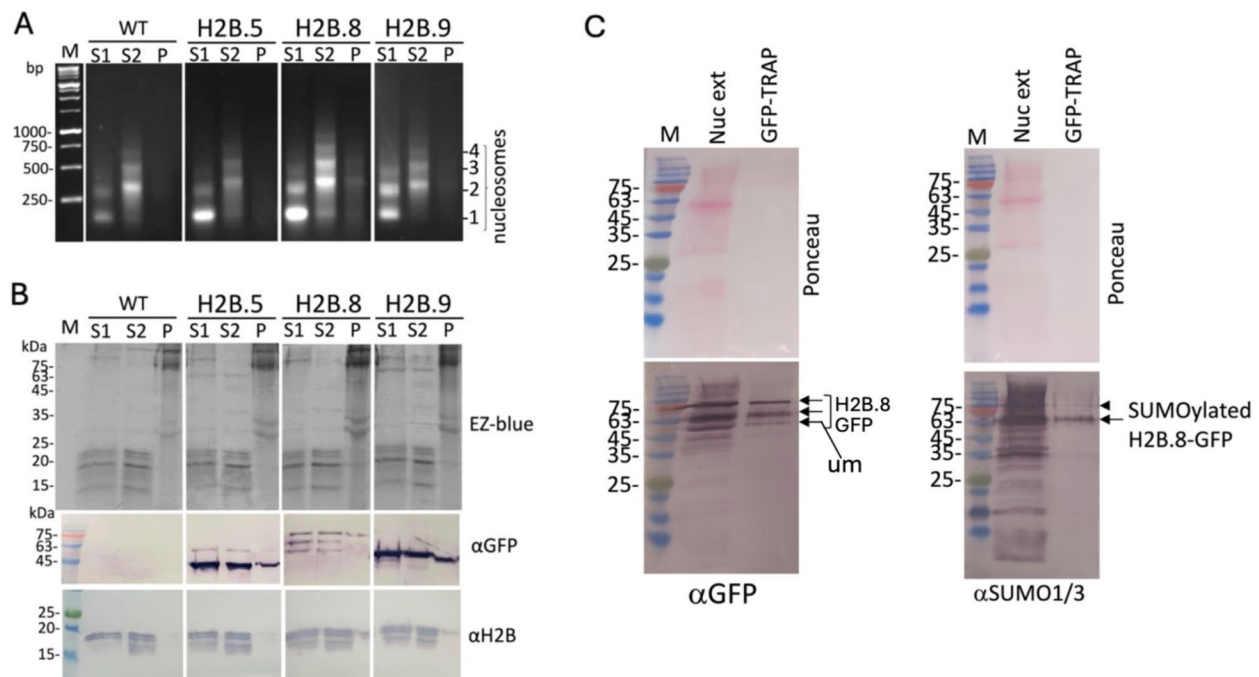 A
WT H2B.5 H2B.8 H2B.9
M S1 S2 P S1 S2 P S1 S2 P S1 S2 P
bp
1000-
750-
500-
250-
-4
-3
-2
-1
nucleosomes
B
WT H2B.5 H2B.8 H2B.9
M S1 S2 P S1 S2 P S1 S2 P S1 S2 P
kDa
75-
63-
45-
35-
25-
20-
15-
EZ-blue
kDa
75-
63-
45-
αGFP
25-
20-
15-
αH2B
C
M Nuc ext GFP-TRAP
75-
63-
45-
35-
25-
Ponceau
75-
63-
45-
35-
25-
H2B.8
GFP
um
αGFP
M Nuc ext GFP-TRAP
75-
63-
45-
35-
25-
Ponceau
75-
63-
45-
35-
25-
SUMOylated
H2B.8-GFP
αSUMO1/3